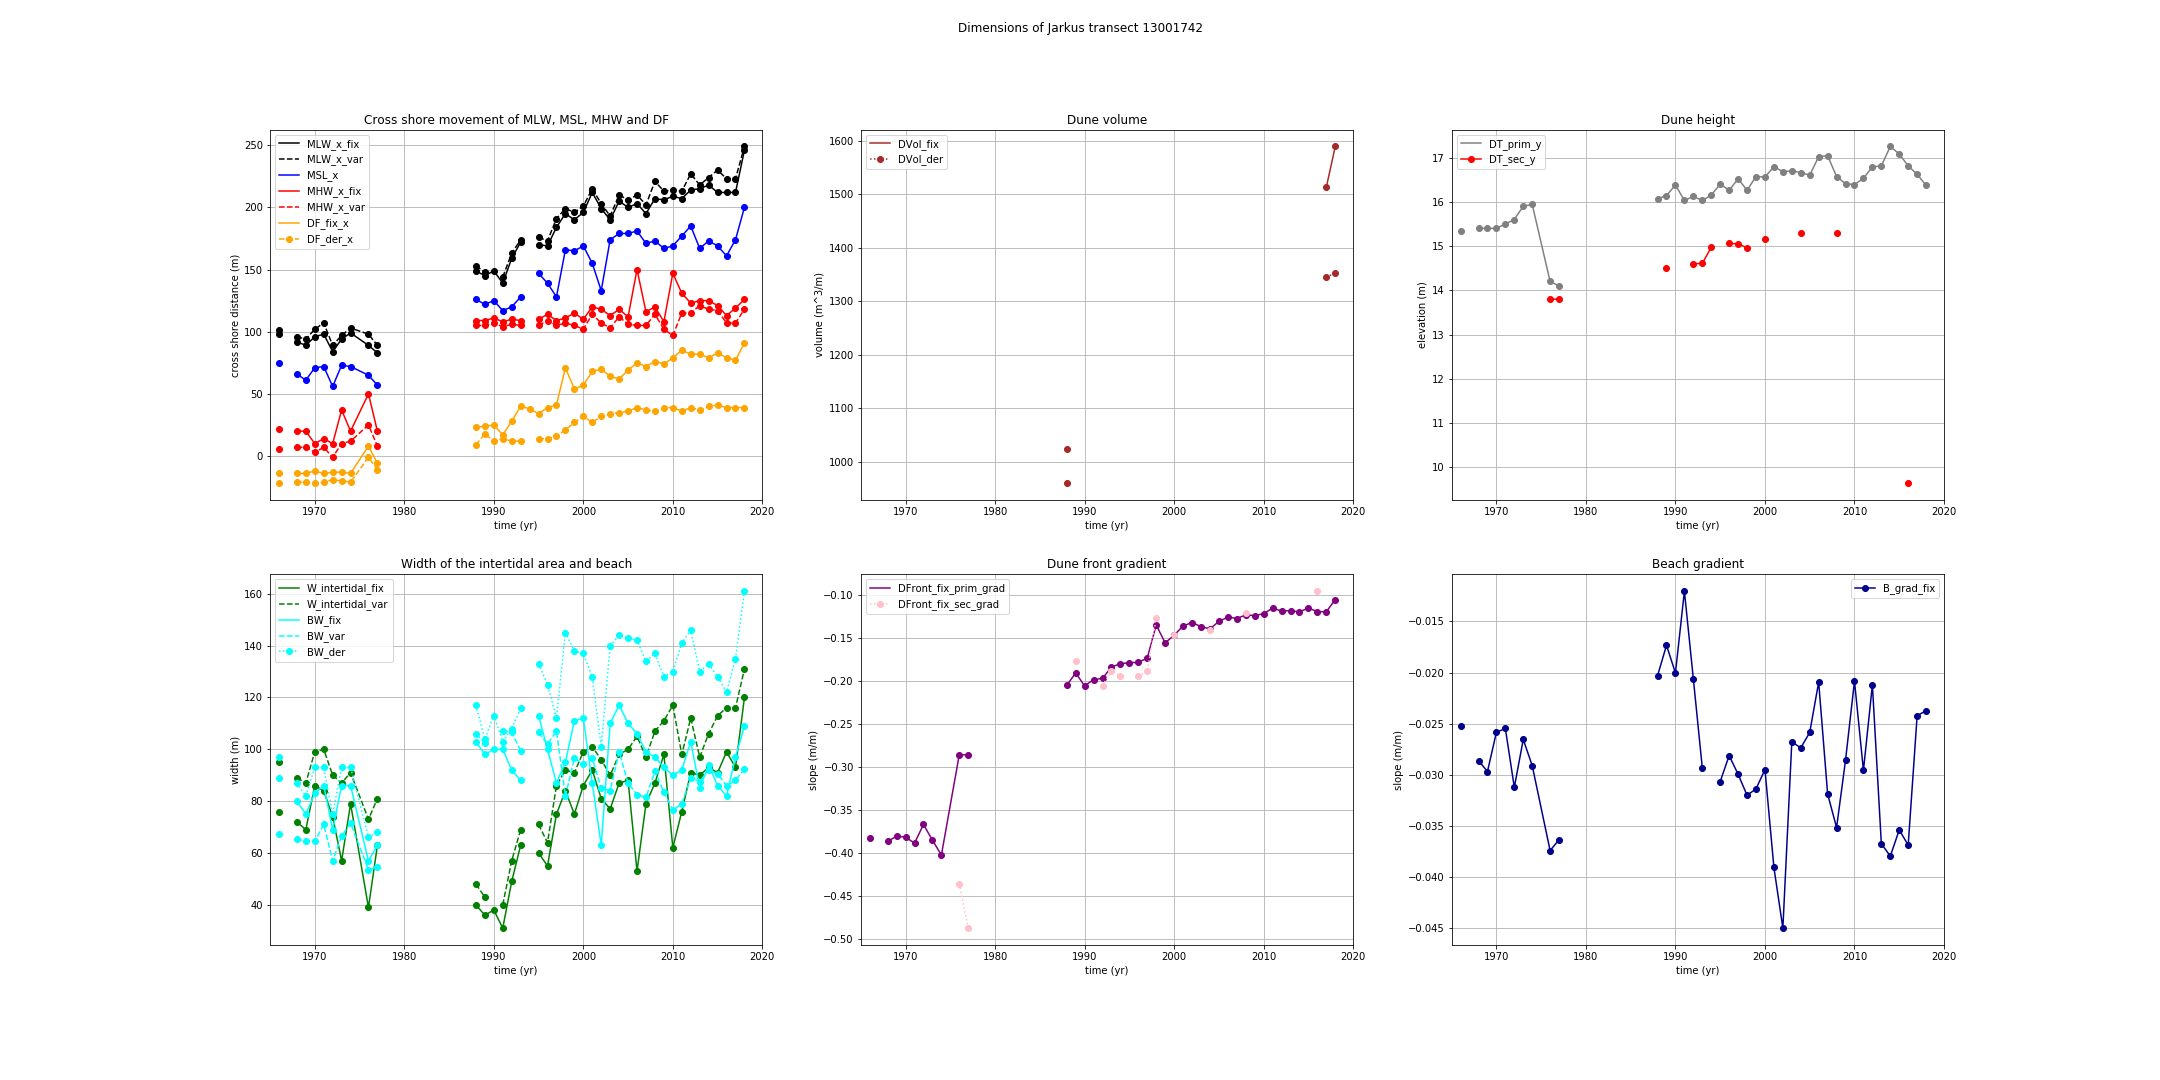 Dimensions of Jarkus transect 13001742
Cross shore movement of MLW, MSL, MHW and DF
MLW_x_fix
MLW_x_var
MSL_x
MHW_x_fix
MHW_x_var
DF_fix_x
DF_der_x
250
200
150
100
50
0
cross shore distance (m)
1970 1980 1990 2000 2010 2020
time (yr)
Dune volume
DVol_fix
DVol_der
1600
1500
1400
1300
1200
1100
1000
volume (m^3/m)
1970 1980 1990 2000 2010 2020
time (yr)
Dune height
DT_prim_y
DT_sec_y
17
16
15
14
13
12
11
10
elevation (m)
1970 1980 1990 2000 2010 2020
time (yr)
Width of the intertidal area and beach
W_intertidal_fix
W_intertidal_var
BW_fix
BW_var
BW_der
160
140
120
100
80
60
40
width (m)
1970 1980 1990 2000 2010 2020
time (yr)
Dune front gradient
DFront_fix_prim_grad
DFront_fix_sec_grad
−0.10
−0.15
−0.20
−0.25
−0.30
−0.35
−0.40
−0.45
−0.50
slope (m/m)
1970 1980 1990 2000 2010 2020
time (yr)
Beach gradient
B_grad_fix
−0.015
−0.020
−0.025
−0.030
−0.035
−0.040
−0.045
slope (m/m)
1970 1980 1990 2000 2010 2020
time (yr)